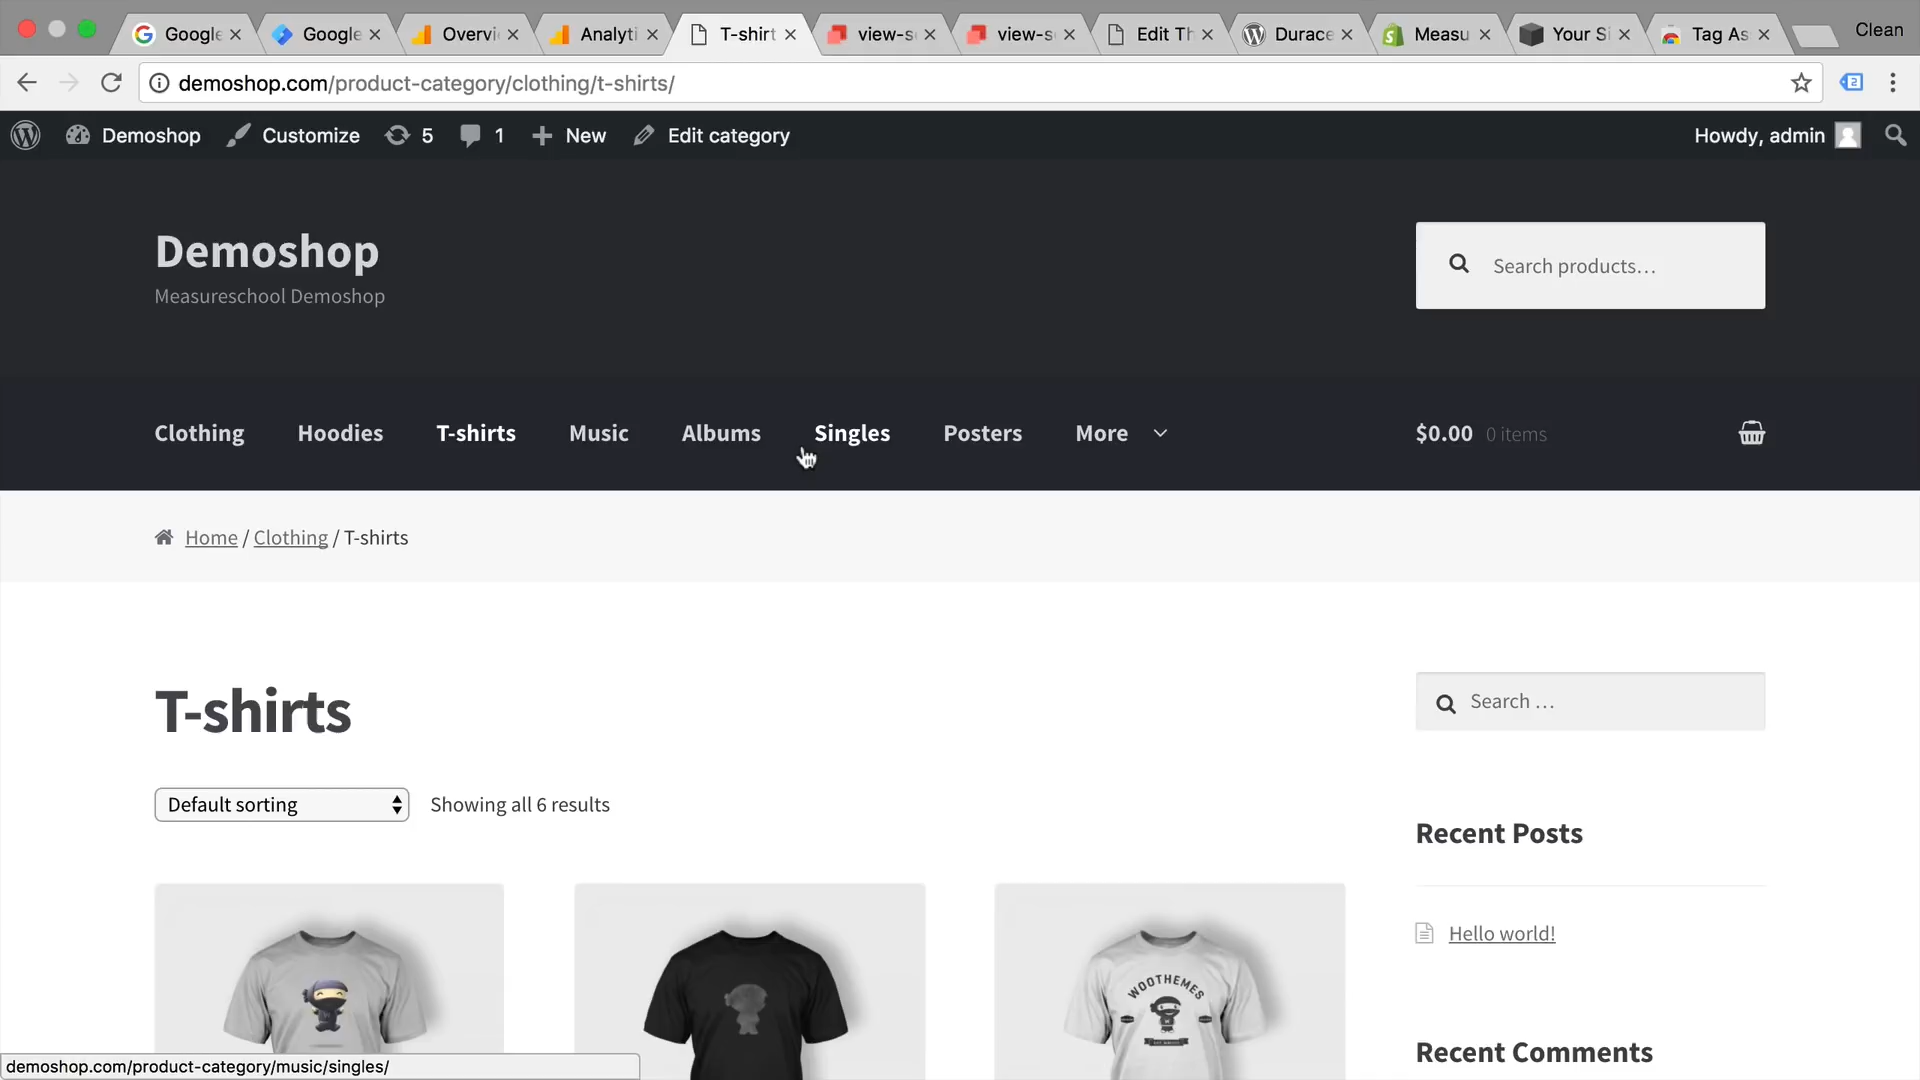 Google
Google
Overvi
Analyti
T-shirt
view-s
view-s
Edit Th
Durace
Measu
Your Si
Tag As
Clean
demoshop.com/product-category/clothing/t-shirts/
2
Demoshop
Customize
5
1
New
Edit category
Howdy, admin
Demoshop
Search products…
Measureschool Demoshop
Clothing
Hoodies
T-shirts
Music
Albums
Singles
Posters
More
$0.00 0 items
Home / Clothing / T-shirts
T-shirts
Search …
Default sorting
Showing all 6 results
Recent Posts
Hello world!
WOOTHEMES
Recent Comments
demoshop.com/product-category/music/singles/